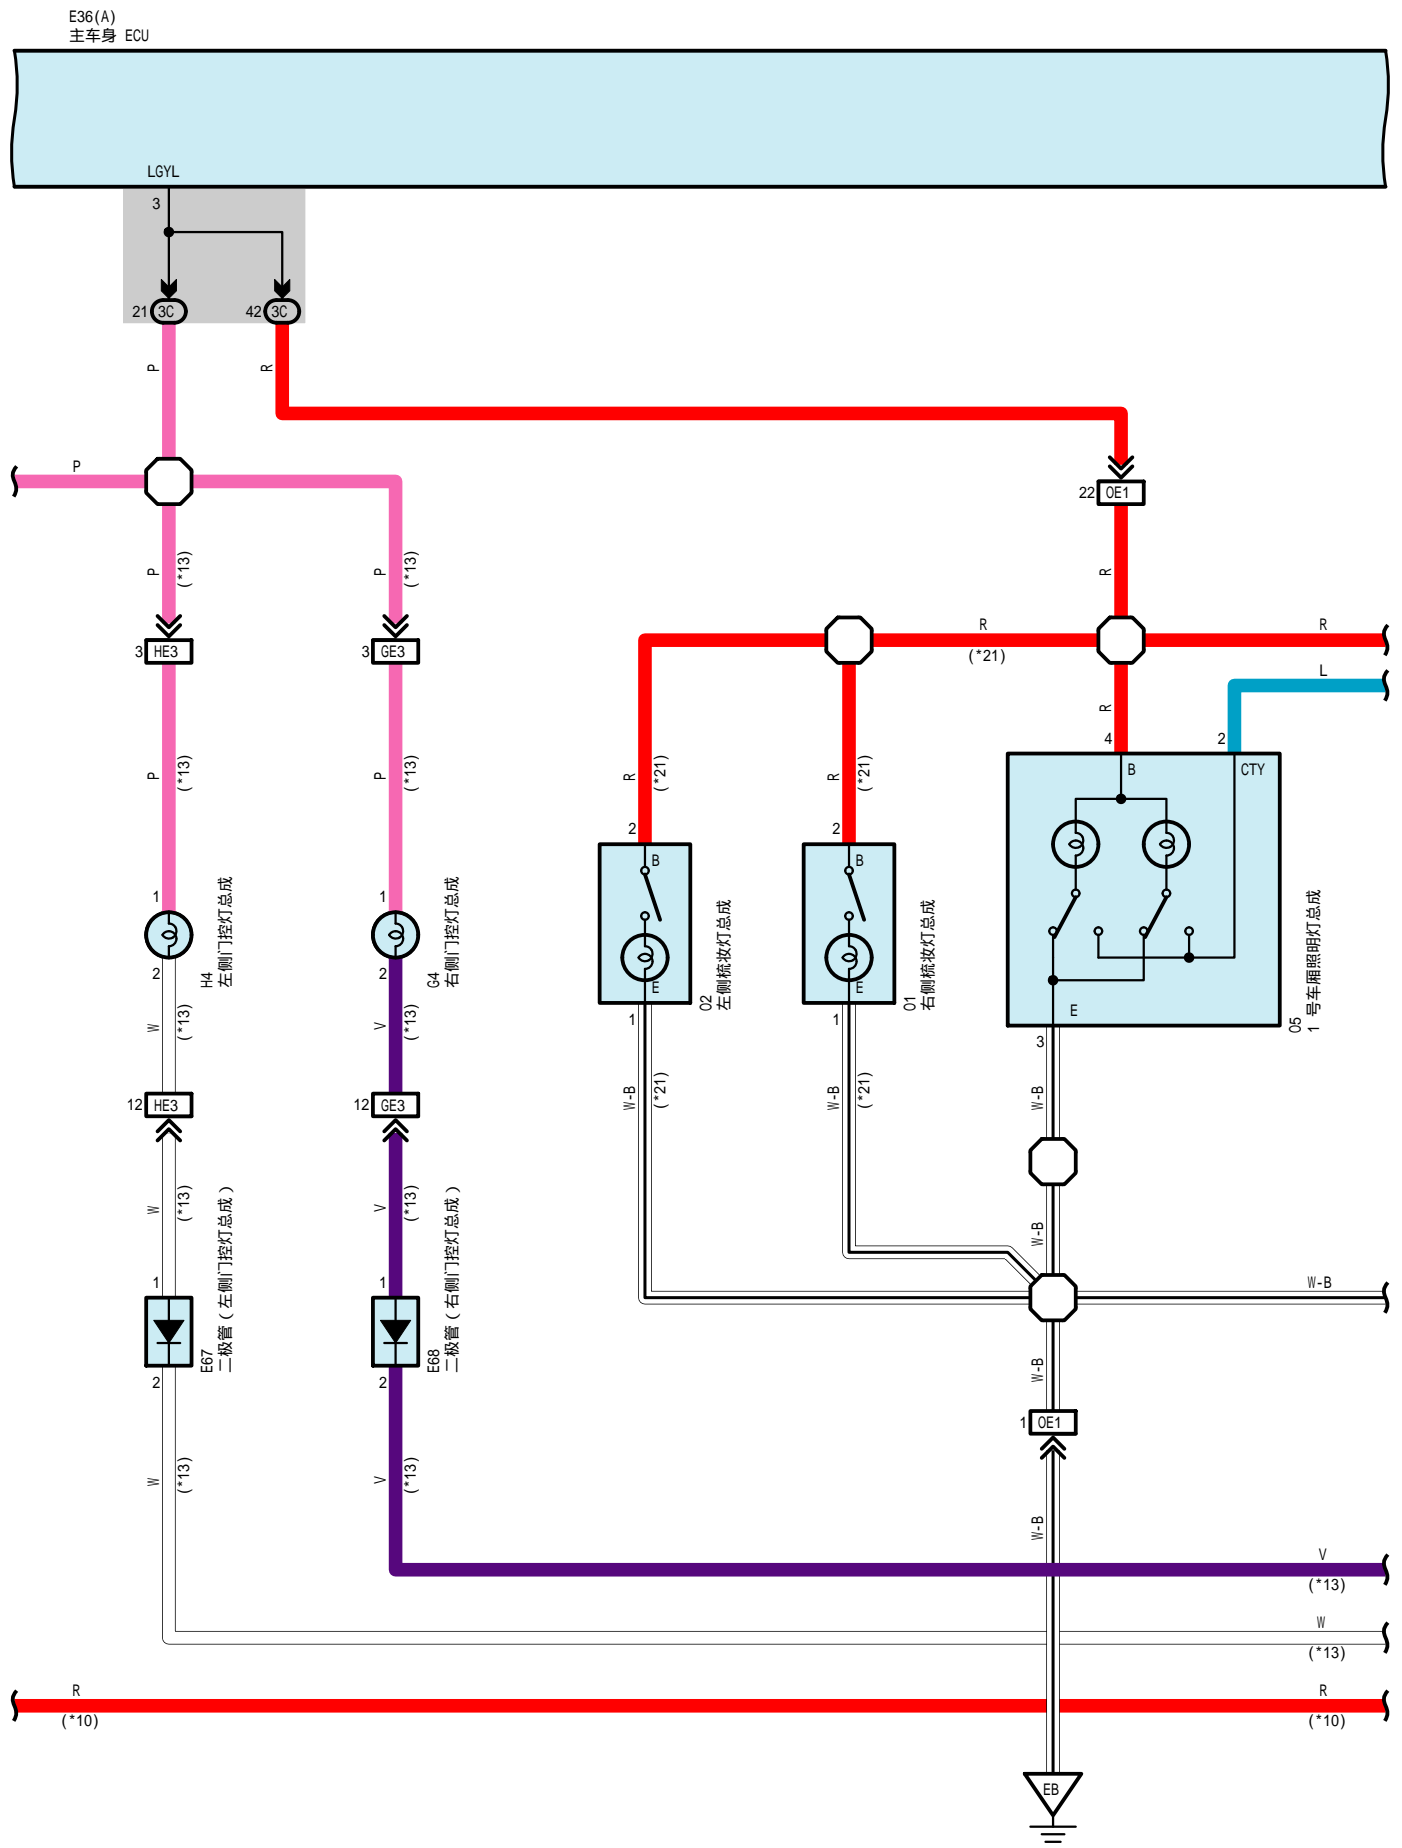 E36(A)
主车身 ECU
LGYL
3
21 3C
42 3C
P
R
P
22 OE1
P
(*13)
P
(*13)
R
3 HE3
3 GE3
R
(*21)
R
L
R
P
(*13)
P
(*13)
R
(*21)
R
(*21)
4
2
B
CTY
2
B
E
1
2
B
E
1
E
3
1
2
H4
左侧门控灯总成
1
2
G4
右侧门控灯总成
O2
左侧梳妆灯总成
O1
右侧梳妆灯总成
O5
1 号车厢照明灯总成
W
(*13)
V
(*13)
W-B
(*21)
W-B
(*21)
W-B
12 HE3
12 GE3
W
(*13)
V
(*13)
W-B
1
2
E67
二极管（左侧门控灯总成）
1
2
E68
二极管（右侧门控灯总成）
W-B
W-B
1 OE1
W
(*13)
V
(*13)
W-B
V
(*13)
W
(*13)
R
(*10)
R
(*10)
EB